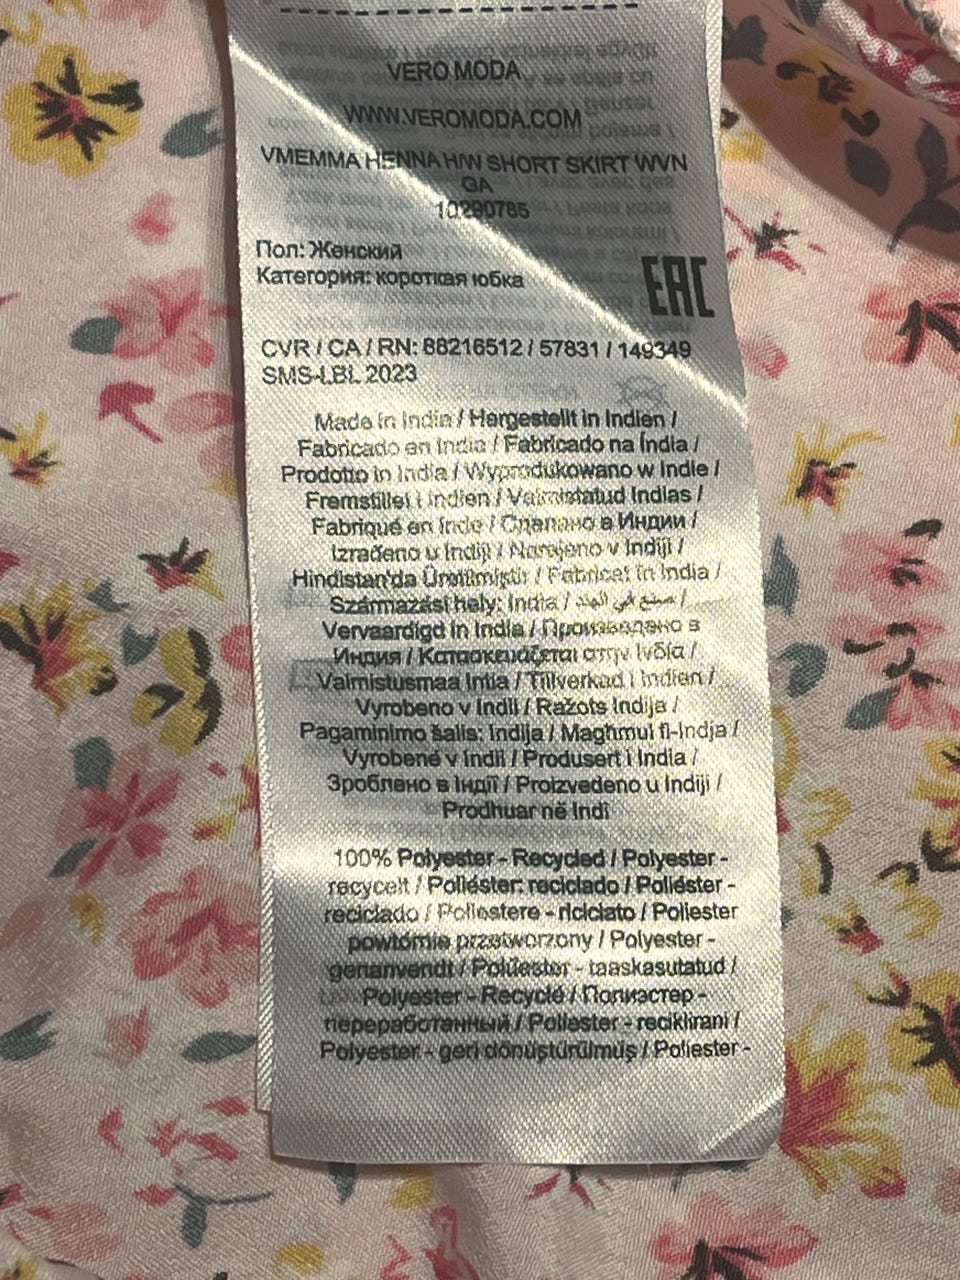 VERO MODA
WWW.VEROMODA.COM
VMEMMA HENNA H/W SHORT SKIRT WVN
GA
10290785
Пол: Женский
Категория: короткая юбка
EAC
CVR / CA / RN: 88216512 / 57831 / 149349
SMS-LBL 2023
Made in India / Hergestellt in Indien /
Fabricado en India / Fabricado na Índia /
Prodotto in India / Wyprodukowano w Indie /
Fremstillet i Indien / Valmistatud Indias /
Fabriqué en Inde / Сделано в Индии /
Izrađeno u Indiji / Narejeno v Indiji /
Hindistan'da Üretilmiştir / Fabricat în India /
Származási hely: India / صنع في الهند /
Vervaardigd in India / Произведено в
Индия / Κατασκευάζεται στην Ινδία /
Valmistusmaa Intia / Tillverkad i Indien /
Vyrobeno v Indii / Ražots Indija /
Pagaminimo šalis: Indija / Magħmul fl-Indja /
Vyrobené v Indii / Produsert i India /
Зроблено в Індії / Proizvedeno u Indiji /
Prodhuar në Indi
100% Polyester - Recycled / Polyester -
recycelt / Poliéster: reciclado / Poliéster -
reciclado / Poliestere - riciclato / Poliester
powtórnie przetworzony / Polyester -
genanvendt / Polüester - taaskasutatud /
Polyester - Recyclé / Полиэстер -
переработанный / Poliester - reciklirani /
Polyester - geri dönüştürülmüş / Poliester -